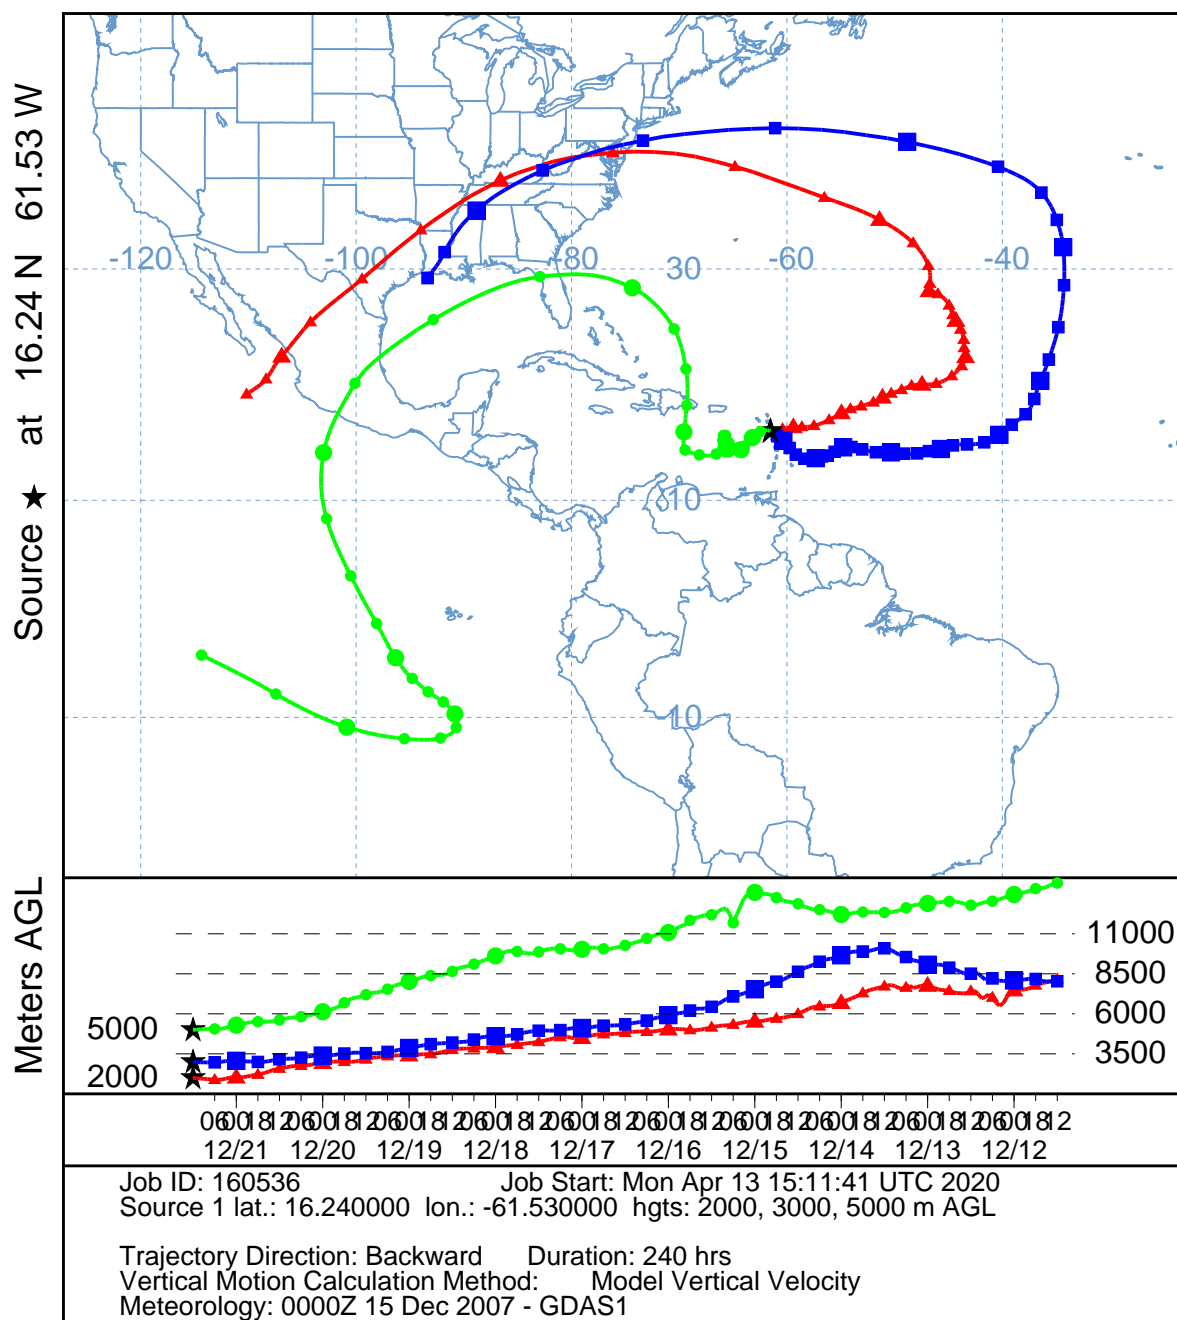 Source ★ at 16.24 N 61.53 W
-120
-100
-80
-60
-40
30
10
10
Meters AGL
11000
8500
6000
3500
5000
2000
12/21 12/20 12/19 12/18 12/17 12/16 12/15 12/14 12/13 12/12
Job ID: 160536 Job Start: Mon Apr 13 15:11:41 UTC 2020
Source 1 lat.: 16.240000 lon.: -61.530000 hgts: 2000, 3000, 5000 m AGL
Trajectory Direction: Backward Duration: 240 hrs
Vertical Motion Calculation Method: Model Vertical Velocity
Meteorology: 0000Z 15 Dec 2007 - GDAS1